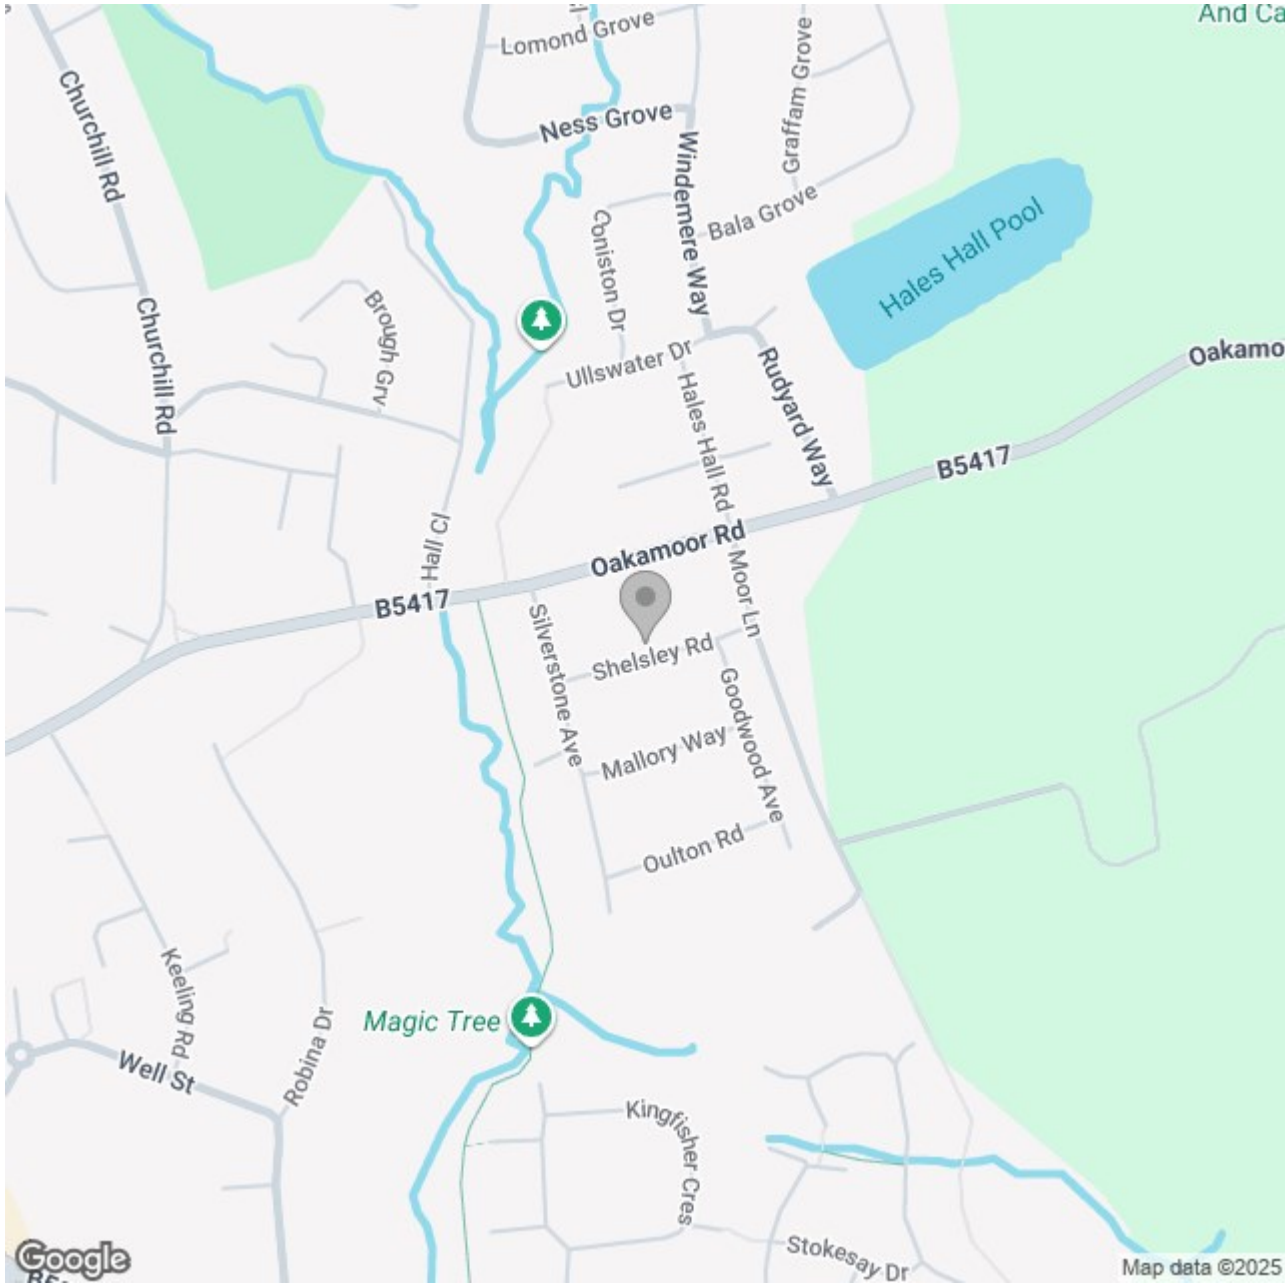 And Ca
Lomond Grove
Churchill Rd
Ness Grove
Graffam Grove
Windemere Way
Bala Grove
Coniston Dr
Hales Hall Pool
Churchill Rd
Brough Grv
Ullswater Dr
Oakamo
Rudyard Way
Hales Hall Rd
B5417
Hall Cl
Oakamoor Rd
Moor Ln
B5417
Silverstone Ave
Shelsley Rd
Goodwood Ave
Mallory Way
Oulton Rd
Keeling Rd
Magic Tree
Robina Dr
Well St
Kingfisher Cres
Stokesay Dr
Google
Map data ©2025